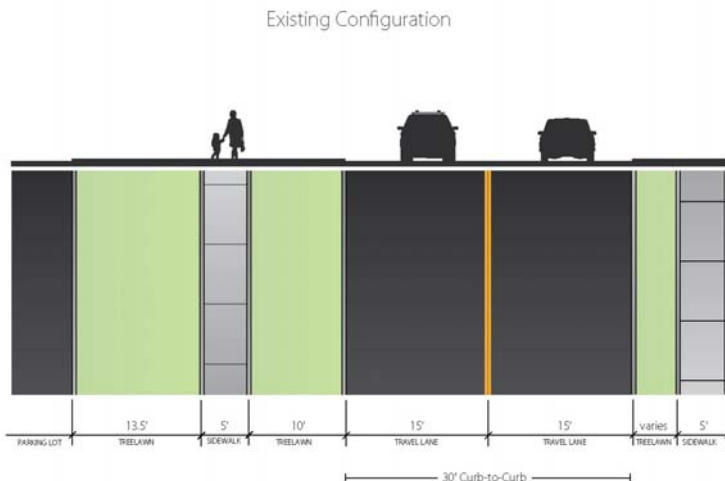 Existing Configuration
13.5' 5' 10' 15' 15' varies 5'
PARKING LOT TREELAWN SIDEWALK TREELAWN TRAVEL LANE TRAVEL LANE TREELAWN SIDEWALK
30' Curb-to-Curb